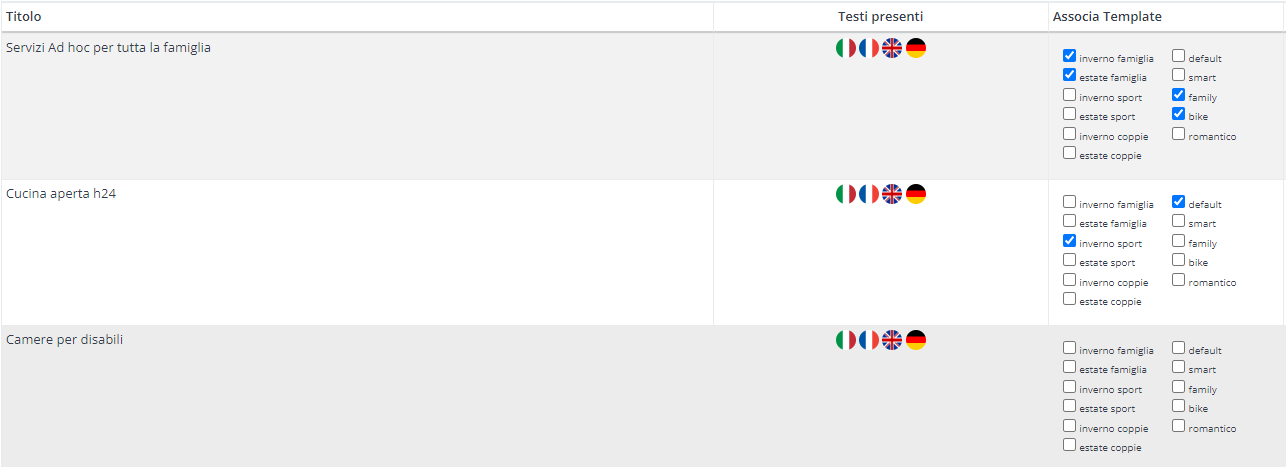 Titolo Testi presenti Associa Template
Servizi Ad hoc per tutta la famiglia
inverno famiglia default
estate famiglia smart
inverno sport family
estate sport bike
inverno coppie romantico
estate coppie
Cucina aperta h24
inverno famiglia default
estate famiglia smart
inverno sport family
estate sport bike
inverno coppie romantico
estate coppie
Camere per disabili
inverno famiglia default
estate famiglia smart
inverno sport family
estate sport bike
inverno coppie romantico
estate coppie